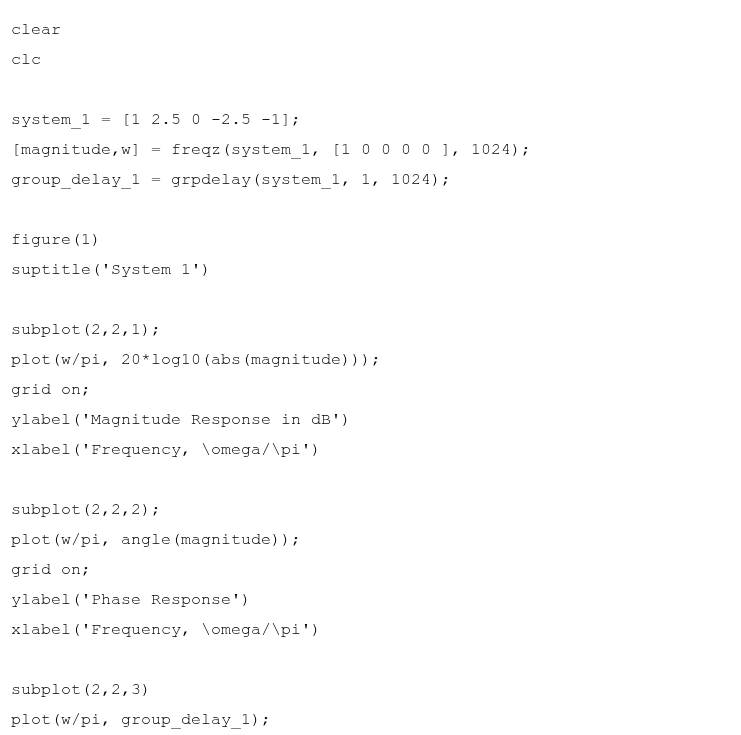 clear
clc
system_1 = [1 2.5 0 -2.5 -1];
[magnitude,w] = freqz(system_1, [1 0 0 0 0 ], 1024);
group_delay_1 = grpdelay(system_1, 1, 1024);
figure(1)
suptitle('System 1')
subplot(2,2,1);
plot(w/pi, 20*log10(abs(magnitude)));
grid on;
ylabel('Magnitude Response in dB')
xlabel('Frequency, \omega/\pi')
subplot(2,2,2);
plot(w/pi, angle(magnitude));
grid on;
ylabel('Phase Response')
xlabel('Frequency, \omega/\pi')
subplot(2,2,3)
plot(w/pi, group_delay_1);